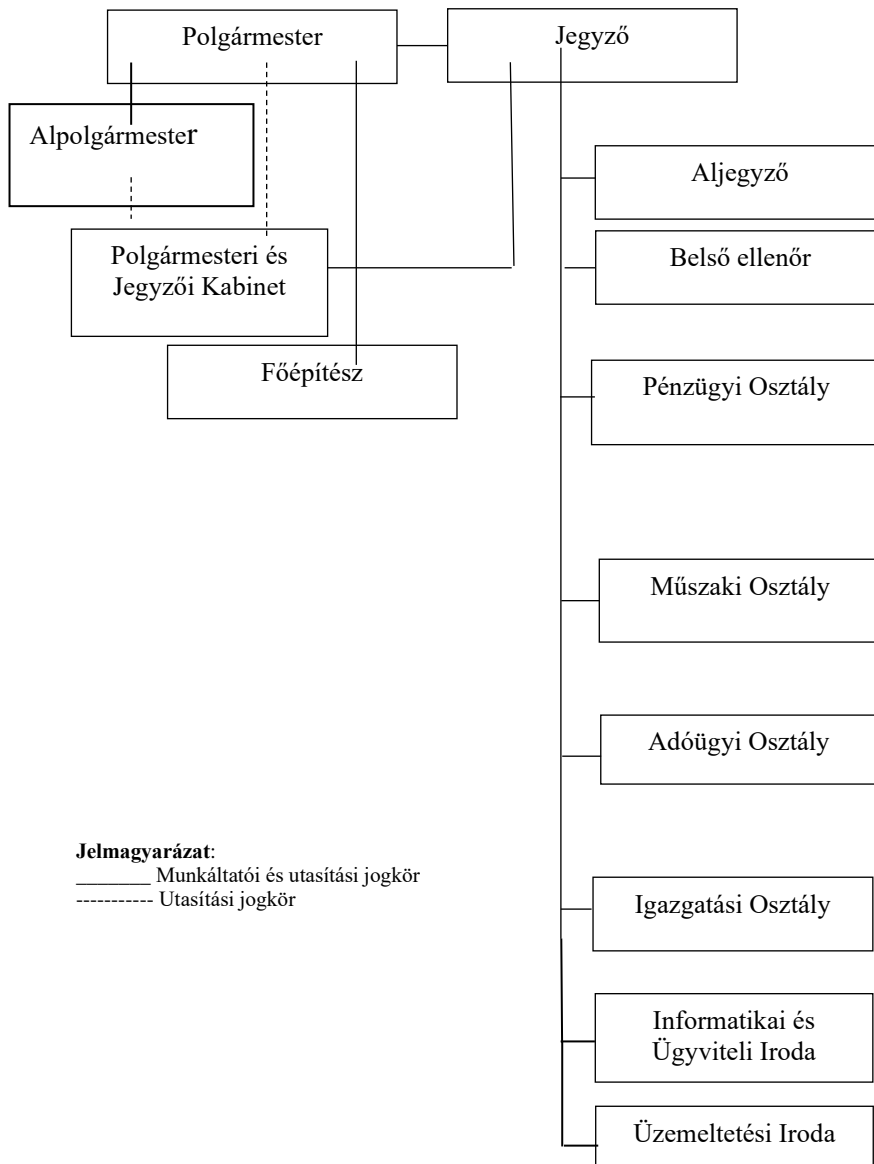 Polgármester
Jegyző
Alpolgármester
Aljegyző
Polgármesteri és
Jegyzői Kabinet
Belső ellenőr
Főépítész
Pénzügyi Osztály
Műszaki Osztály
Adóügyi Osztály
Jelmagyarázat:
________ Munkáltatói és utasítási jogkör
----------- Utasítási jogkör
Igazgatási Osztály
Informatikai és
Ügyviteli Iroda
Üzemeltetési Iroda